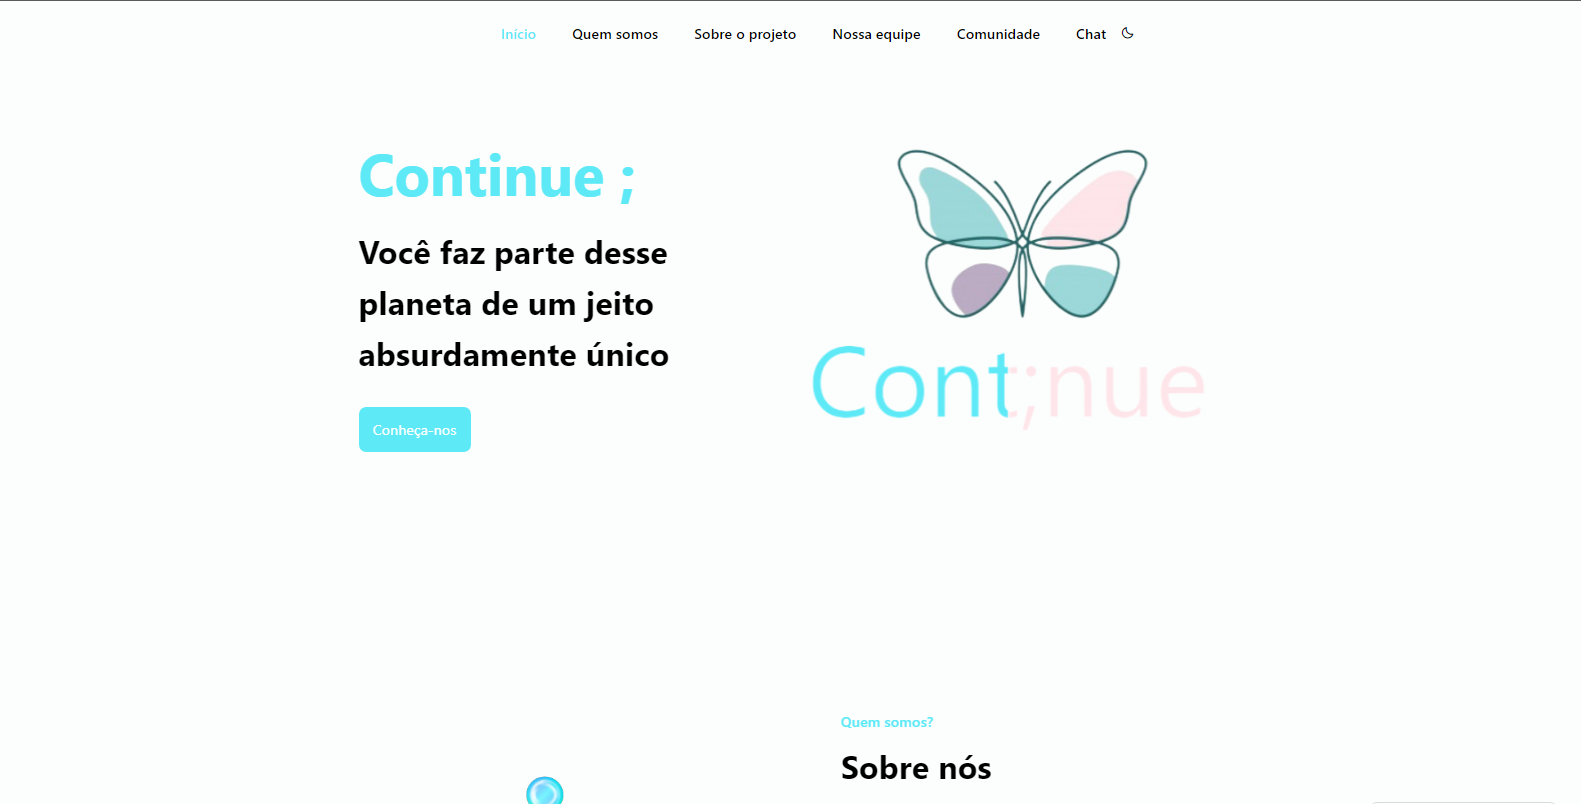 Início Quem somos Sobre o projeto Nossa equipe Comunidade Chat
Continue ;
Você faz parte desse
planeta de um jeito
absurdamente único
Conheça-nos
Cont;nue
Quem somos?
Sobre nós